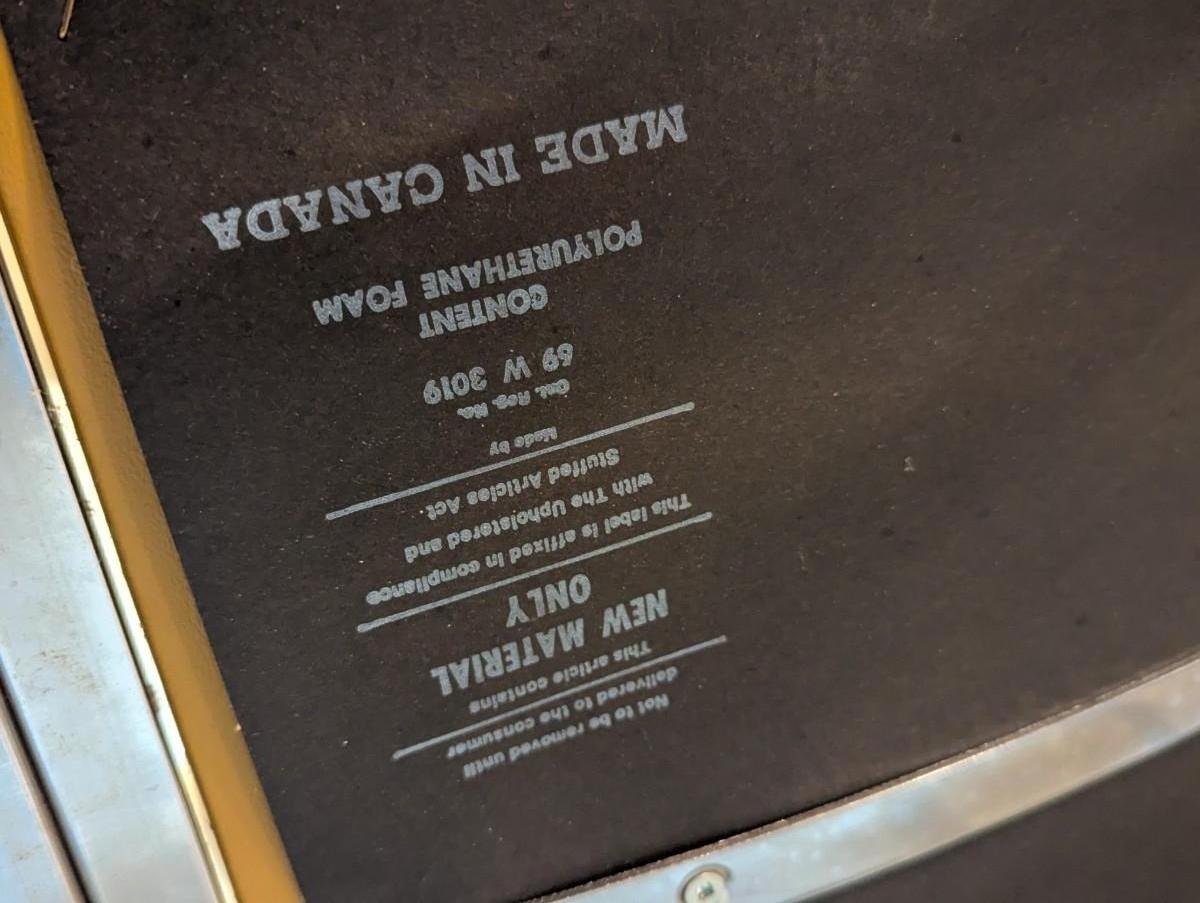 Not to be removed until
delivered to the consumer
This article contains
NEW MATERIAL
ONLY
This label is affixed in compliance
with The Upholstered and
Stuffed Articles Act
Made by
Ont. Reg. No.
69 W 3019
CONTENT
POLYURETHANE FOAM
MADE IN CANADA